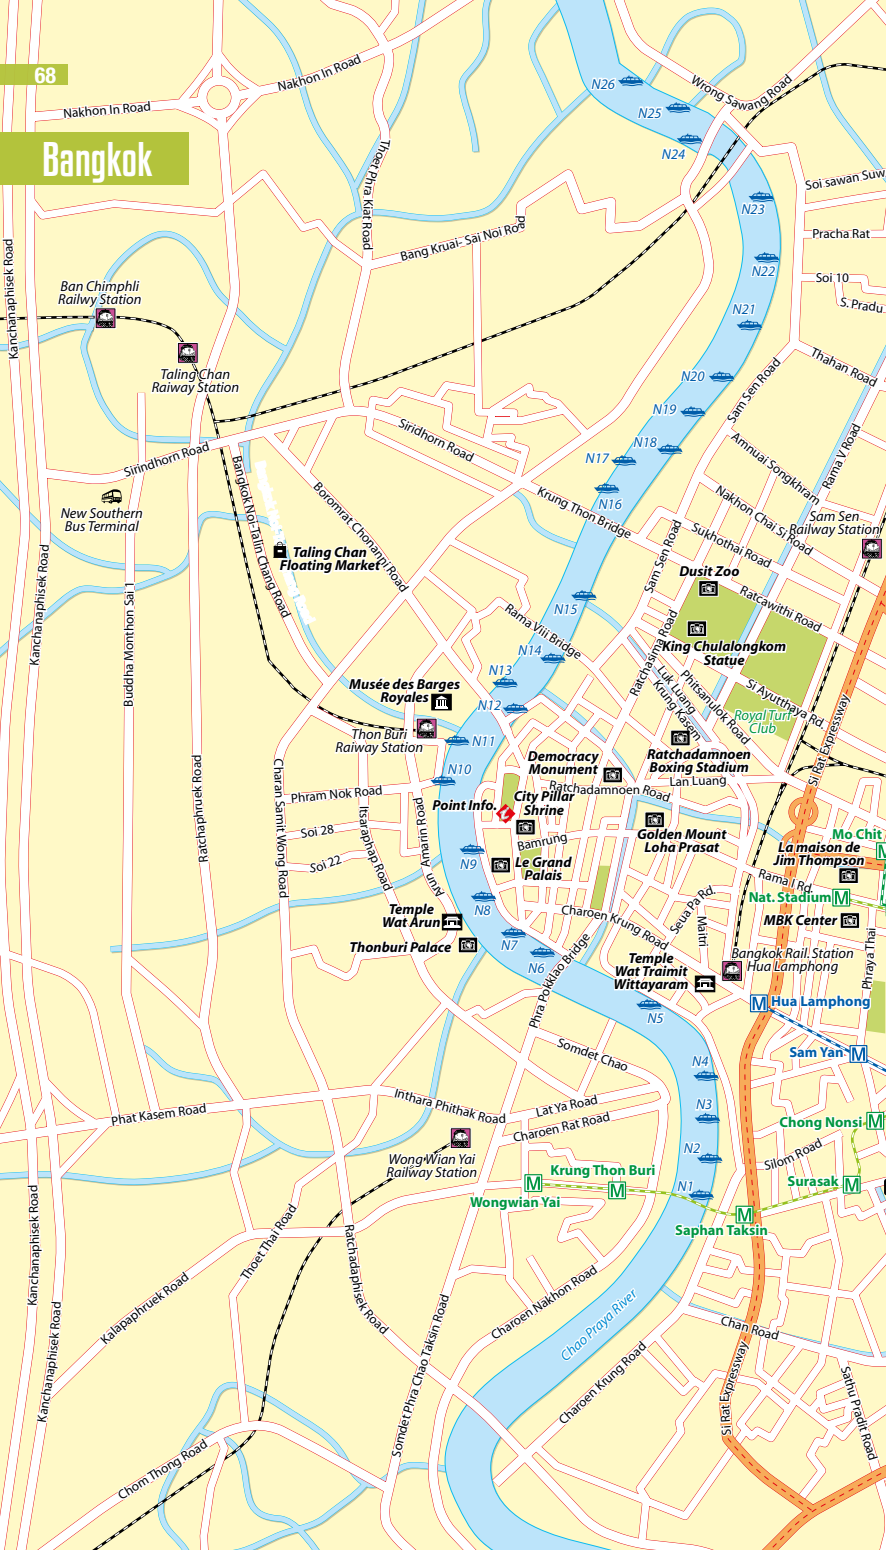 68
Bangkok
Nakhon In Road
Nakhon In Road
Wrong Sawang Road
N26
N25
N24
N23
N22
N21
N20
N19
N18
N17
N16
N15
N14
N13
N12
N11
N10
N9
N8
N7
N6
N5
N4
N3
N2
N1
Soi sawan Suw
Pracha Rat
Soi 10
S. Pradu
Thahan Road
Thoet Phra Kiat Road
Bang Kruai- Sai Noi Road
Kanchanaphisek Road
Ban Chimphli
Railwy Station
Taling Chan
Raiway Station
Sirindhorn Road
Siridhorn Road
New Southern
Bus Terminal
Bangkok Noi-Talin Chang Road
Boromrat Chonanni Road
Taling Chan
Floating Market
Krung Thon Bridge
Sam Sen Road
Amnuai Songkhram
Nakhon Chai Si Road
Rama V Road
Sam Sen
Railway Station
Sukhothai Road
Sam Sen Road
Dusit Zoo
Ratcawithi Road
King Chulalongkom
Statue
Ratchasima Road
Rama Viii Bridge
Luk Luang
Krung Kasem
Phitsanulok Road
Si Ayutthaya Rd.
Royal Turf
Club
Si Rat Expressway
Kanchanaphisek Road
Buddha Monthon Sai 1
Musée des Barges
Royales
Thon Buri
Raiway Station
Ratchadamnoen
Boxing Stadium
Democracy
Monument
Lan Luang
Ratchadamnoen Road
Ratchaphruek Road
Charan Samit Wong Road
Phram Nok Road
Soi 28
Soi 22
Itsaraphap Road
Arun Amarin Road
Point Info.
City Pillar
Shrine
Bamrung
Le Grand
Palais
Golden Mount
Loha Prasat
Mo Chit
La maison de
Jim Thompson
Rama I Rd.
Nat. Stadium
MBK Center
Temple
Wat Arun
Thonburi Palace
Charoen Krung Road
Seua Pa Rd.
Maitri
Phra Pokklao Bridge
Temple
Wat Traimit
Wittayaram
Bangkok Rail. Station
Hua Lamphong
Phraya Thai
Hua Lamphong
Sam Yan
Somdet Chao
Phat Kasem Road
Inthara Phithak Road
Lat Ya Road
Charoen Rat Road
Wong Wian Yai
Railway Station
Chong Nonsi
Silom Road
Surasak
Krung Thon Buri
Wongwian Yai
Saphan Taksin
Kanchanaphisek Road
Thoet Thai Road
Ratchadaphisek Road
Kalapaphruek Road
Charoen Nakhon Road
Chao Praya River
Chan Road
Kanchanaphisek Road
Somdet Phra Chao Taksin Road
Charoen Krung Road
Si Rat Expressway
Sathu Pradit Road
Chom Thong Road